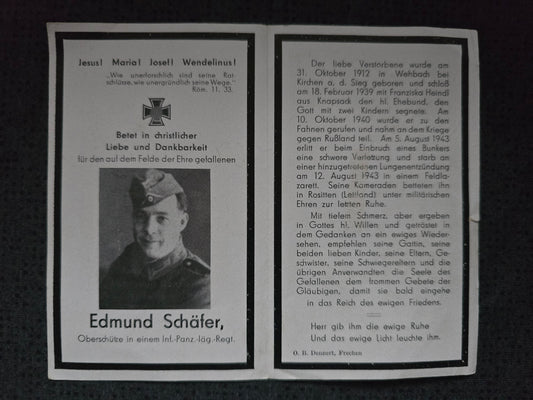 Jesus! Maria! Josef! Wendelinus!
„Wie unerforschlich sind seine Rat-
schlüsse, wie unergründlich seine Wege."
Röm. 11. 33.
Betet in christlicher
Liebe und Dankbarkeit
für den auf dem Felde der Ehre gefallenen
Edmund Schäfer,
Oberschütze in einem Inf.-Panz.-Jäg.-Regt.
Der liebe Verstorbene wurde am
31. Oktober 1912 in Wehbach bei
Kirchen a. d. Sieg geboren und schloß
am 18. Februar 1939 mit Franziska Heindl
aus Knapsack den hl. Ehebund, den
Gott mit zwei Kindern segnete. Am
10. Oktober 1940 wurde er zu den
Fahnen gerufen und nahm an dem Kriege
gegen Rußland teil. Am 5. August 1943
erlitt er beim Einbruch eines Bunkers
eine schwere Verletzung und starb an
einer hinzugetretenen Lungenentzündung
am 12. August 1943 in einem Feldla-
zarett. Seine Kameraden betteten ihn
in Rositten (Lettland) unter militärischen
Ehren zur letzten Ruhe.
Mit tiefem Schmerz, aber ergeben
in Gottes hl. Willen und getröstet in
dem Gedanken an ein ewiges Wieder-
sehen, empfehlen seine Gattin, seine
beiden lieben Kinder, seine Eltern, Ge-
schwister, seine Schwiegereltern und die
übrigen Anverwandten die Seele des
Gefallenen dem frommen Gebete der
Gläubigen, damit sie bald eingehe
in das Reich des ewigen Friedens.
Herr gib ihm die ewige Ruhe
Und das ewige Licht leuchte ihm.
O. B. Dennert, Frechen